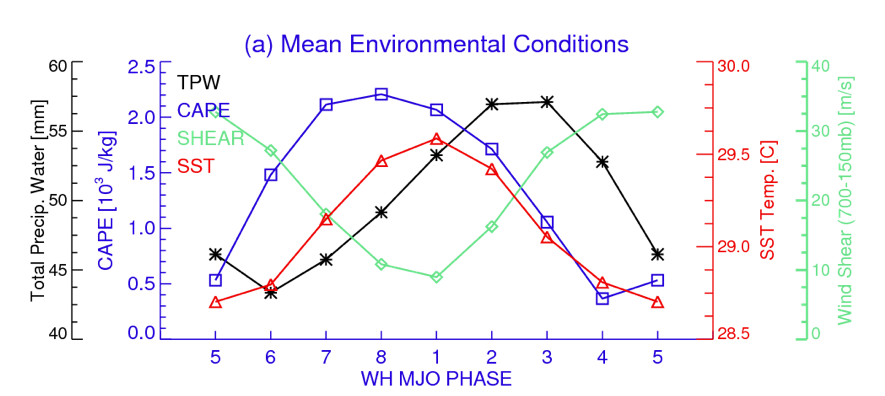 (a) Mean Environmental Conditions
60
55
50
45
40
Total Precip. Water [mm]
2.5
2.0
1.5
1.0
0.5
0.0
CAPE [10³ J/kg]
TPW
CAPE
SHEAR
SST
30.0
29.5
29.0
28.5
SST Temp. [C]
40
30
20
10
0
Wind Shear (700-150mb) [m/s]
5 6 7 8 1 2 3 4 5
WH MJO PHASE